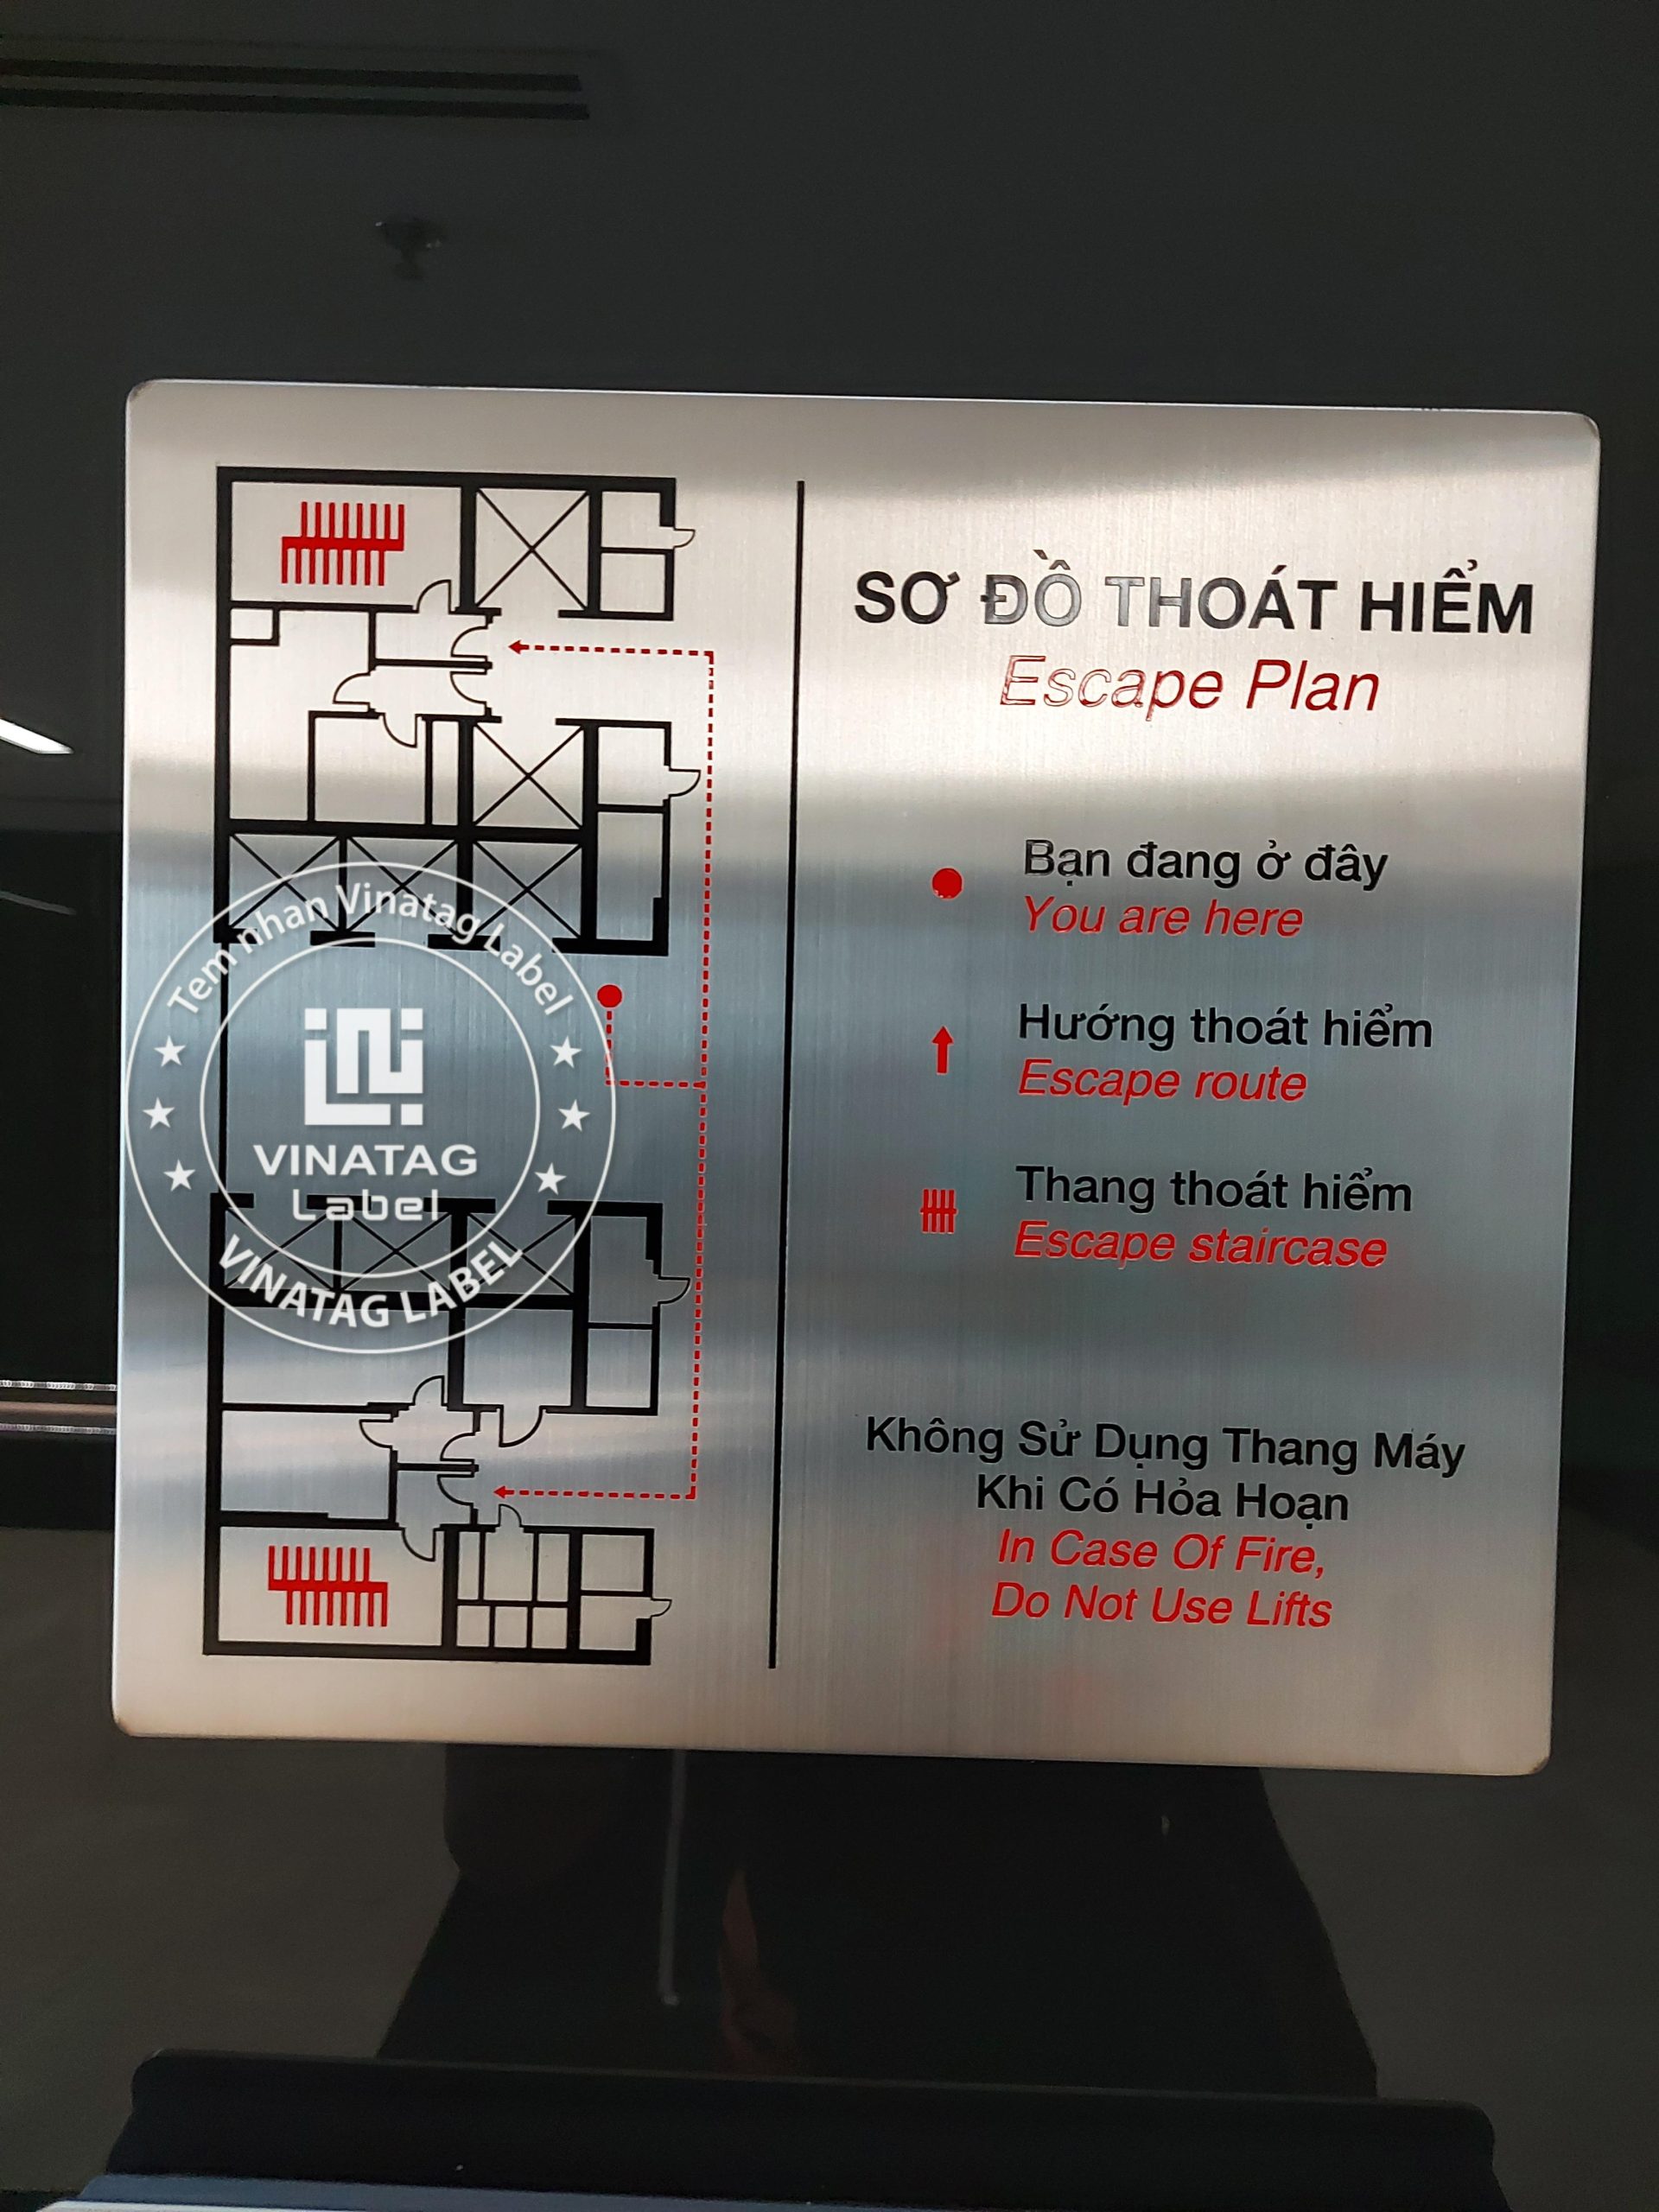 SƠ ĐỒ THOÁT HIỂM
Escape Plan
Bạn đang ở đây
You are here
Hướng thoát hiểm
Escape route
Thang thoát hiểm
Escape staircase
Không Sử Dụng Thang Máy
Khi Có Hỏa Hoạn
In Case Of Fire,
Do Not Use Lifts
Tem nhan Vinatag Label
VINATAG
Label
VINATAG LABEL